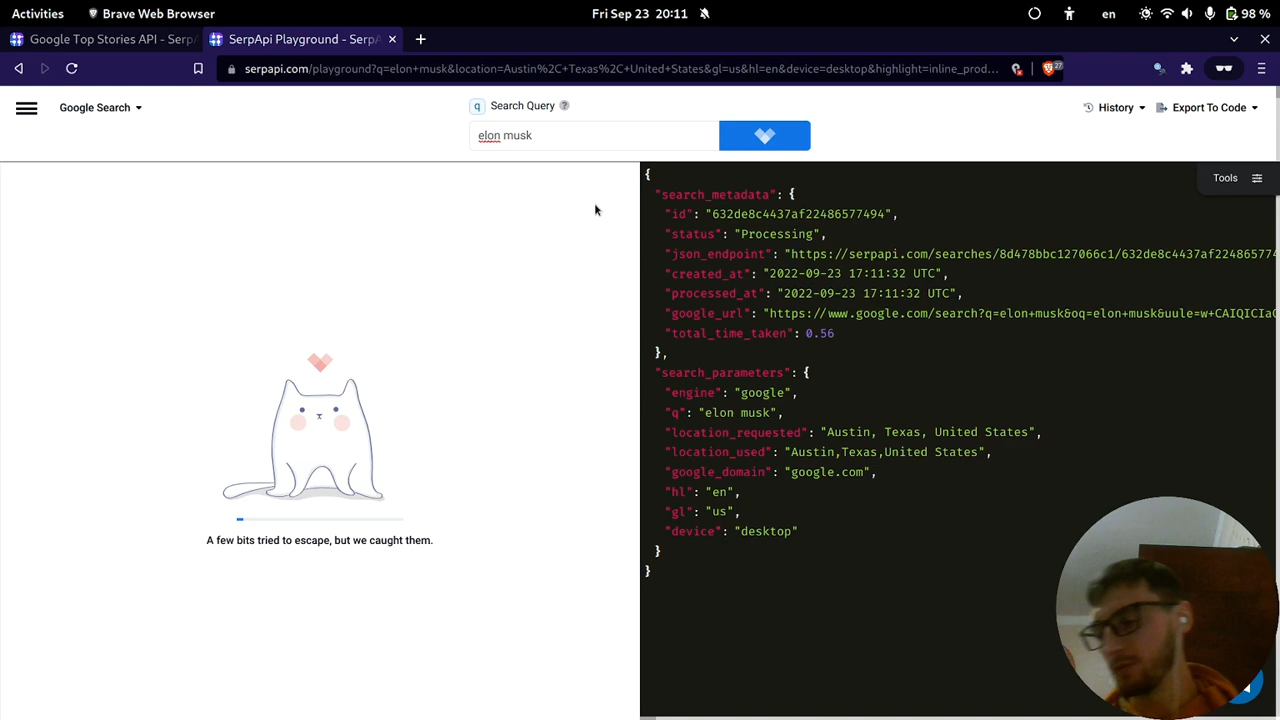 Activities
Brave Web Browser
Fri Sep 23 20:11
en
98 %
Google Top Stories API - Serp
SerpApi Playground - SerpA
serpapi.com/playground?q=elon+musk&location=Austin%2C+Texas%2C+United+States&gl=us&hl=en&device=desktop&highlight=inline_prod...
27
Google Search
q Search Query ?
elon musk
History
Export To Code
Tools
{
"search_metadata": {
"id": "632de8c4437af22486577494",
"status": "Processing",
"json_endpoint": "https://serpapi.com/searches/8d478bbc127066c1/632de8c4437af224865774
"created_at": "2022-09-23 17:11:32 UTC",
"processed_at": "2022-09-23 17:11:32 UTC",
"google_url": "https://www.google.com/search?q=elon+musk&oq=elon+musk&uule=w+CAIQICIa
"total_time_taken": 0.56
},
"search_parameters": {
"engine": "google",
"q": "elon musk",
"location_requested": "Austin, Texas, United States",
"location_used": "Austin,Texas,United States",
"google_domain": "google.com",
"hl": "en",
"gl": "us",
"device": "desktop"
}
}
A few bits tried to escape, but we caught them.